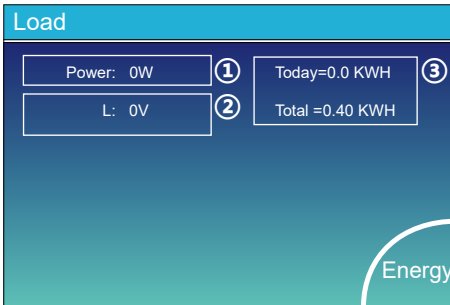 Load
Power: 0W ①
L: 0V ②
Today=0.0 KWH ③
Total =0.40 KWH
Energy